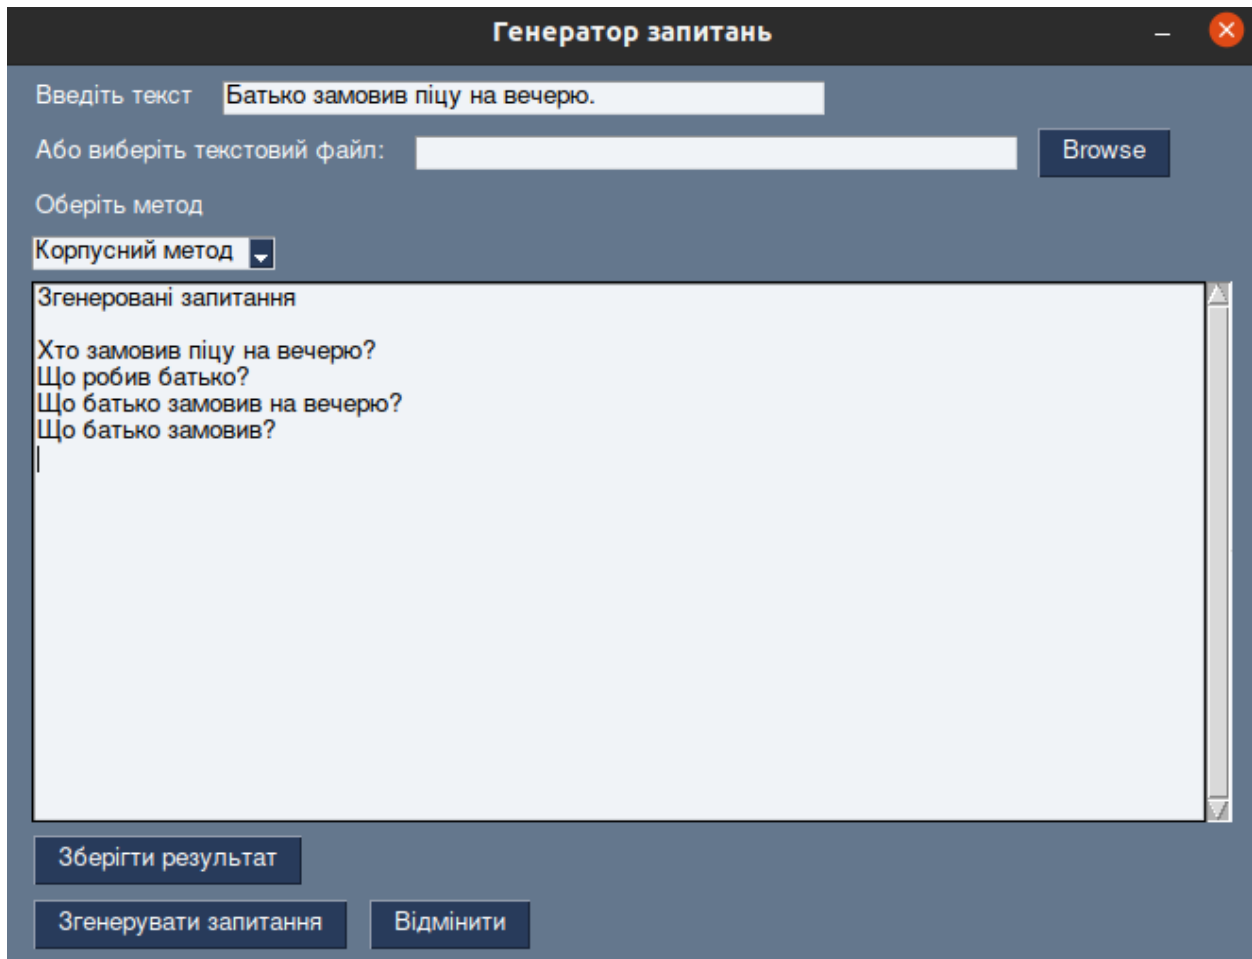 Генератор запитань
Введіть текст Батько замовив піцу на вечерю.
Або виберіть текстовий файл: Browse
Оберіть метод
Корпусний метод
Згенеровані запитання
Хто замовив піцу на вечерю?
Що робив батько?
Що батько замовив на вечерю?
Що батько замовив?
Зберігти результат
Згенерувати запитання Відмінити